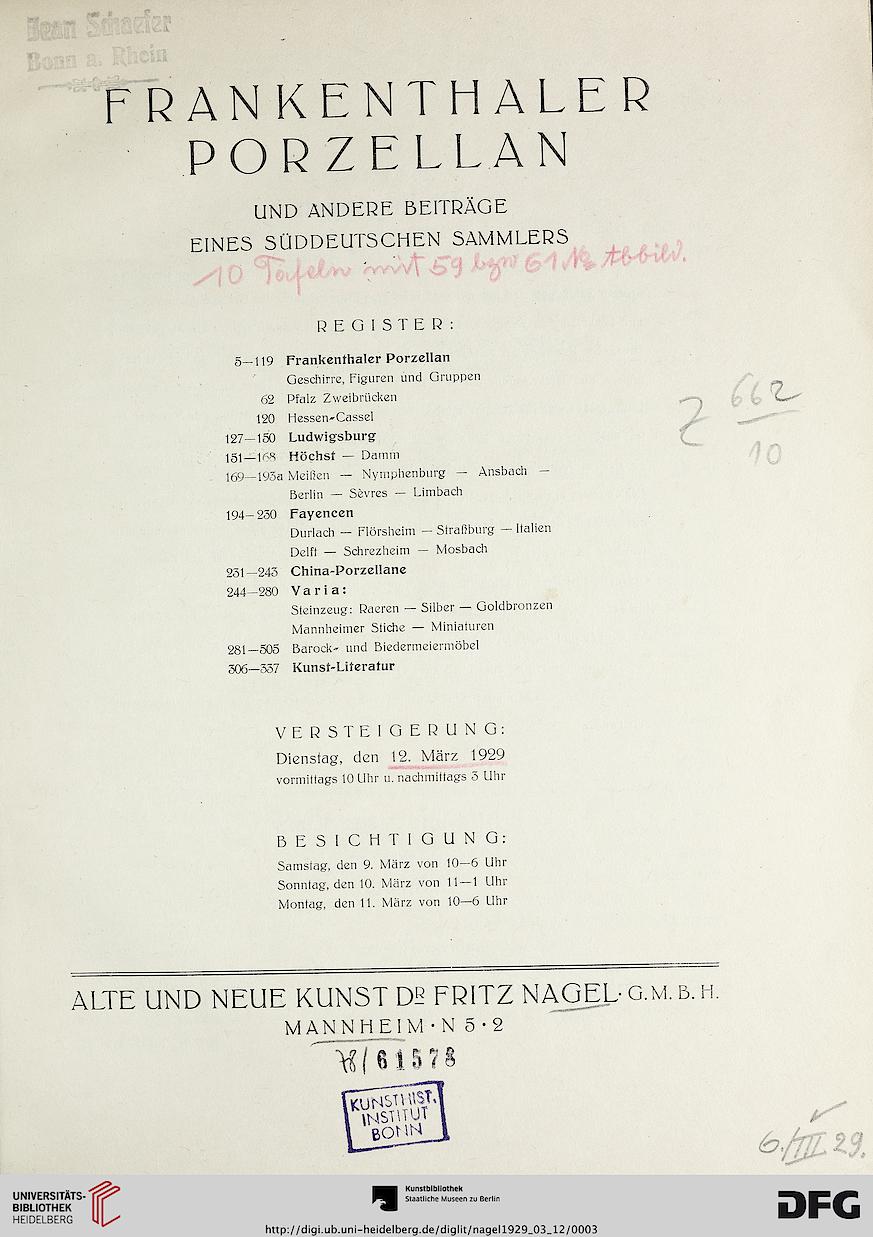 Jean Schaefer
Bonn a. Rhein
FRANKENTHALER
PORZELLAN
UND ANDERE BEITRÄGE
EINES SÜDDEUTSCHEN SAMMLERS
10 Tafeln mit 59 bzw 61 No Abbild.
REGISTER:
5—119 Frankenthaler Porzellan
Geschirre, Figuren und Gruppen
62 Pfalz Zweibrücken
120 Hessen-Cassel
127—150 Ludwigsburg
151—168 Höchst — Damm
169—193a Meißen — Nymphenburg — Ansbach —
Berlin — Sèvres — Limbach
194—230 Fayencen
Durlach — Flörsheim — Straßburg — Italien
Delft — Schrezheim — Mosbach
231—243 China-Porzellane
244—280 Varia:
Steinzeug: Raeren — Silber — Goldbronzen
Mannheimer Stiche — Miniaturen
281—305 Barock- und Biedermeiermöbel
306—337 Kunst-Literatur
Z 662
10
VERSTEIGERUNG:
Dienstag, den 12. März 1929
vormittags 10 Uhr u. nachmittags 3 Uhr
BESICHTIGUNG:
Samstag, den 9. März von 10—6 Uhr
Sonntag, den 10. März von 11—1 Uhr
Montag, den 11. März von 10—6 Uhr
ALTE UND NEUE KUNST DR FRITZ NAGEL· G.M.B.H.
MANNHEIM · N 5 · 2
78/61578
KUNSTHIST.
INSTITUT
BONN
6./III.29.
UNIVERSITÄTS-
BIBLIOTHEK
HEIDELBERG
Kunstbibliothek
Staatliche Museen zu Berlin
DFG
http://digi.ub.uni-heidelberg.de/diglit/nagel1929_03_12/0003